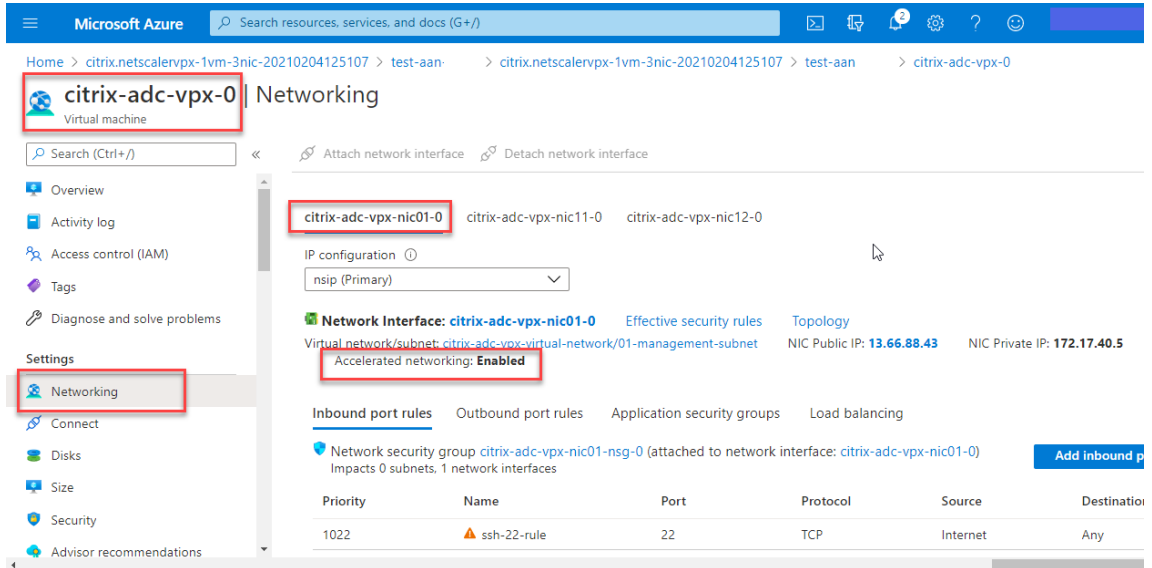 Microsoft Azure
Search resources, services, and docs (G+/)
2
Home > citrix.netscalervpx-1vm-3nic-20210204125107 > test-aan > citrix.netscalervpx-1vm-3nic-20210204125107 > test-aan > citrix-adc-vpx-0
citrix-adc-vpx-0 | Networking
Virtual machine
Search (Ctrl+/)
«
Attach network interface
Detach network interface
Overview
Activity log
Access control (IAM)
Tags
Diagnose and solve problems
Settings
Networking
Connect
Disks
Size
Security
Advisor recommendations
citrix-adc-vpx-nic01-0 citrix-adc-vpx-nic11-0 citrix-adc-vpx-nic12-0
IP configuration
nsip (Primary)
Network Interface: citrix-adc-vpx-nic01-0 Effective security rules Topology
Virtual network/subnet: citrix-adc-vpx-virtual-network/01-management-subnet NIC Public IP: 13.66.88.43 NIC Private IP: 172.17.40.5
Accelerated networking: Enabled
Inbound port rules Outbound port rules Application security groups Load balancing
Network security group citrix-adc-vpx-nic01-nsg-0 (attached to network interface: citrix-adc-vpx-nic01-0)
Impacts 0 subnets, 1 network interfaces
Add inbound p
Priority Name Port Protocol Source Destination
1022 ssh-22-rule 22 TCP Internet Any